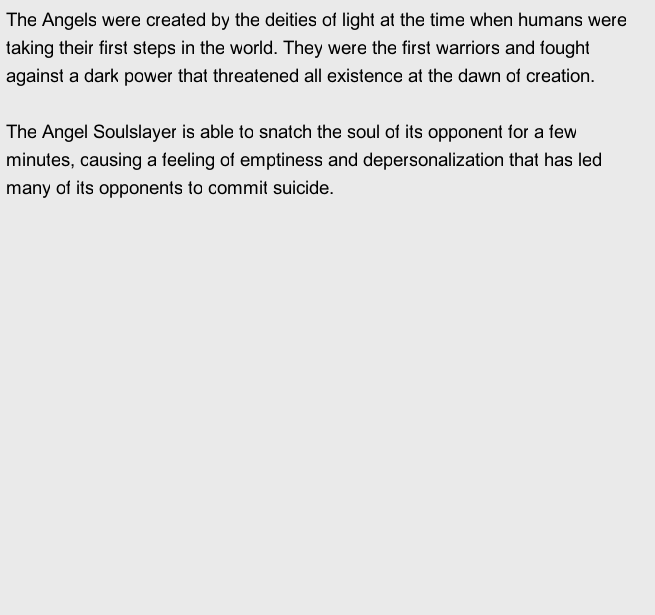 The Angels were created by the deities of light at the time when humans were
taking their first steps in the world. They were the first warriors and fought
against a dark power that threatened all existence at the dawn of creation.

The Angel Soulslayer is able to snatch the soul of its opponent for a few
minutes, causing a feeling of emptiness and depersonalization that has led
many of its opponents to commit suicide.